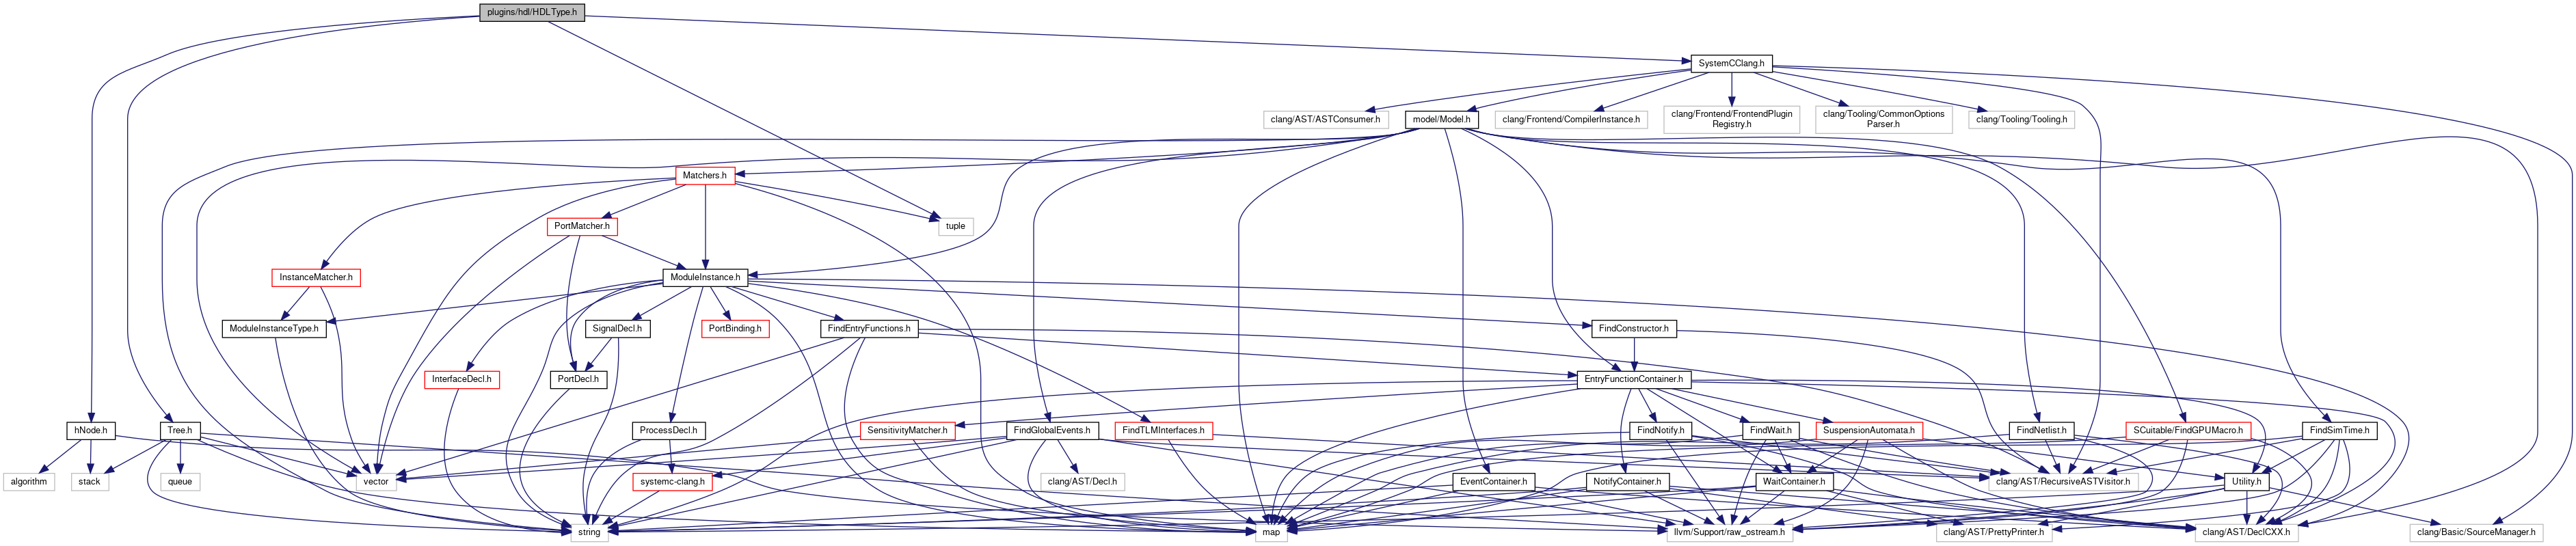 plugins/hdl/HDLType.h
SystemCClang.h
clang/AST/ASTConsumer.h
model/Model.h
clang/Frontend/CompilerInstance.h
clang/Frontend/FrontendPlugin
Registry.h
clang/Tooling/CommonOptions
Parser.h
clang/Tooling/Tooling.h
Matchers.h
PortMatcher.h
tuple
InstanceMatcher.h
ModuleInstance.h
ModuleInstanceType.h
SignalDecl.h
PortBinding.h
FindEntryFunctions.h
FindConstructor.h
InterfaceDecl.h
PortDecl.h
EntryFunctionContainer.h
hNode.h
Tree.h
ProcessDecl.h
SensitivityMatcher.h
FindGlobalEvents.h
FindTLMInterfaces.h
FindNotify.h
FindWait.h
SuspensionAutomata.h
FindNetlist.h
SCuitable/FindGPUMacro.h
FindSimTime.h
algorithm
stack
queue
vector
systemc-clang.h
clang/AST/Decl.h
EventContainer.h
NotifyContainer.h
WaitContainer.h
clang/AST/RecursiveASTVisitor.h
Utility.h
string
map
llvm/Support/raw_ostream.h
clang/AST/PrettyPrinter.h
clang/AST/DeclCXX.h
clang/Basic/SourceManager.h